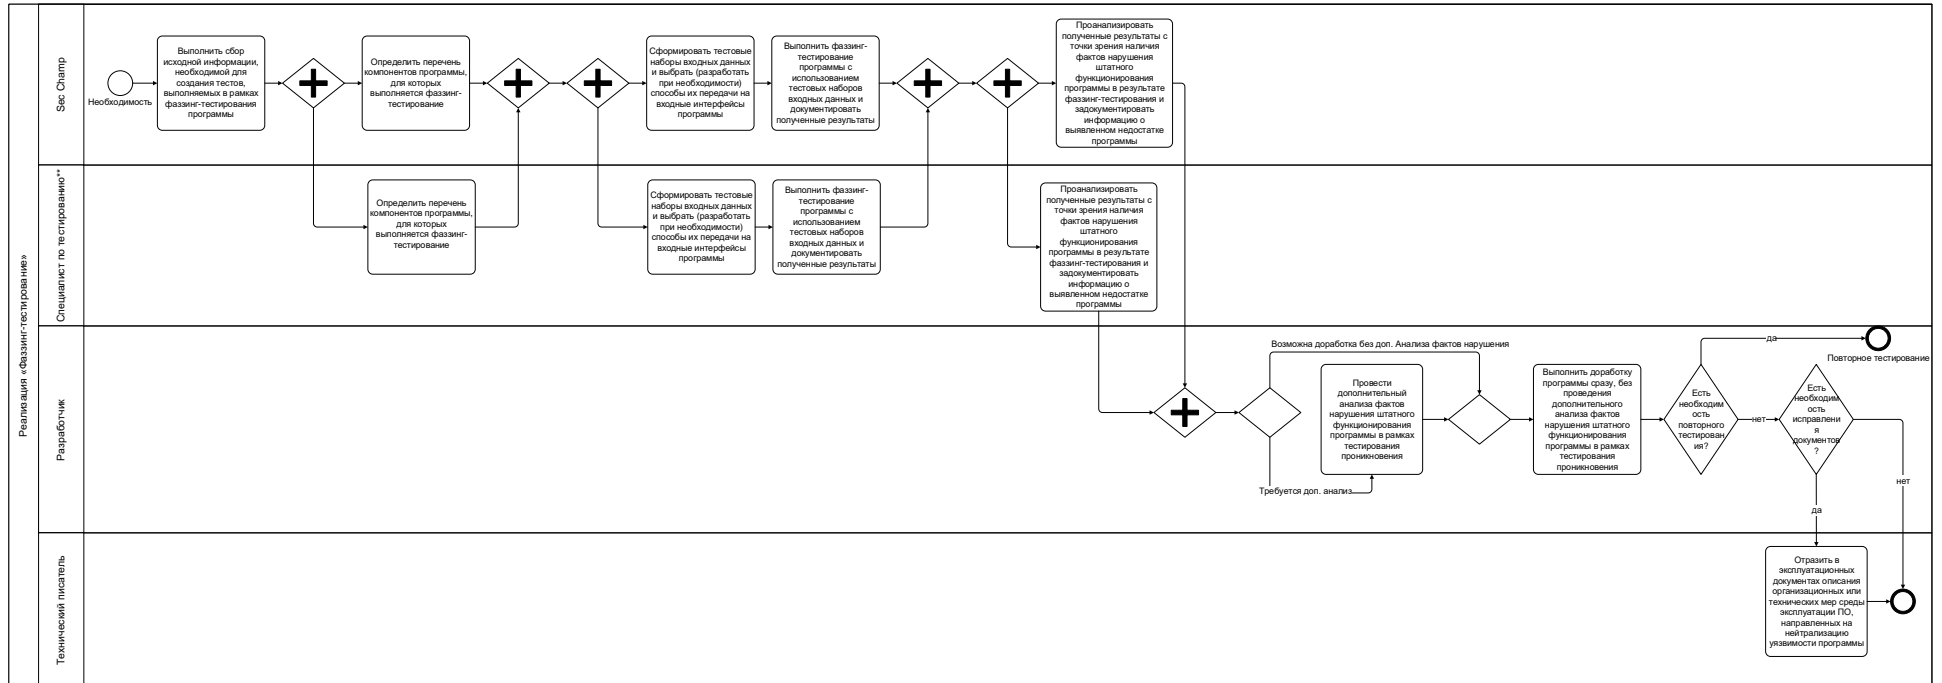 Реализация «Фаззинг-тестирование»
Sec Champ
Необходимость
Выполнить сбор
исходной информации,
необходимой для
создания тестов,
выполняемых в рамках
фаззинг-тестирования
программы
Определить перечень
компонентов программы,
для которых
выполняется фаззинг-
тестирование
Сформировать тестовые
наборы входных данных
и выбрать (разработать
при необходимости)
способы их передачи на
входные интерфейсы
программы
Выполнить фаззинг-
тестирование
программы с
использованием
тестовых наборов
входных данных и
документировать
полученные результаты
Проанализировать
полученные результаты с
точки зрения наличия
фактов нарушения
штатного
функционирования
программы в результате
фаззинг-тестирования и
задокументировать
информацию о
выявленном недостатке
программы
Специалист по тестированию**
Определить перечень
компонентов программы,
для которых
выполняется фаззинг-
тестирование
Сформировать тестовые
наборы входных данных
и выбрать (разработать
при необходимости)
способы их передачи на
входные интерфейсы
программы
Выполнить фаззинг-
тестирование
программы с
использованием
тестовых наборов
входных данных и
документировать
полученные результаты
Проанализировать
полученные результаты с
точки зрения наличия
фактов нарушения
штатного
функционирования
программы в результате
фаззинг-тестирования и
задокументировать
информацию о
выявленном недостатке
программы
Разработчик
Возможна доработка без доп. Анализа фактов нарушения
Требуется доп. анализ
Провести
дополнительный
анализа фактов
нарушения штатного
функционирования
программы в рамках
тестирования
проникновения
Выполнить доработку
программы сразу, без
проведения
дополнительного
анализа фактов
нарушения штатного
функционирования
программы в рамках
тестирования
проникновения
Есть
необходим
ость
повторного
тестирован
ия?
да
Повторное тестирование
нет
Есть
необходим
ость
исправлени
я
документов
?
нет
да
Технический писатель
Отразить в
эксплуатационных
документах описания
организационных или
технических мер среды
эксплуатации ПО,
направленных на
нейтрализацию
уязвимости программы